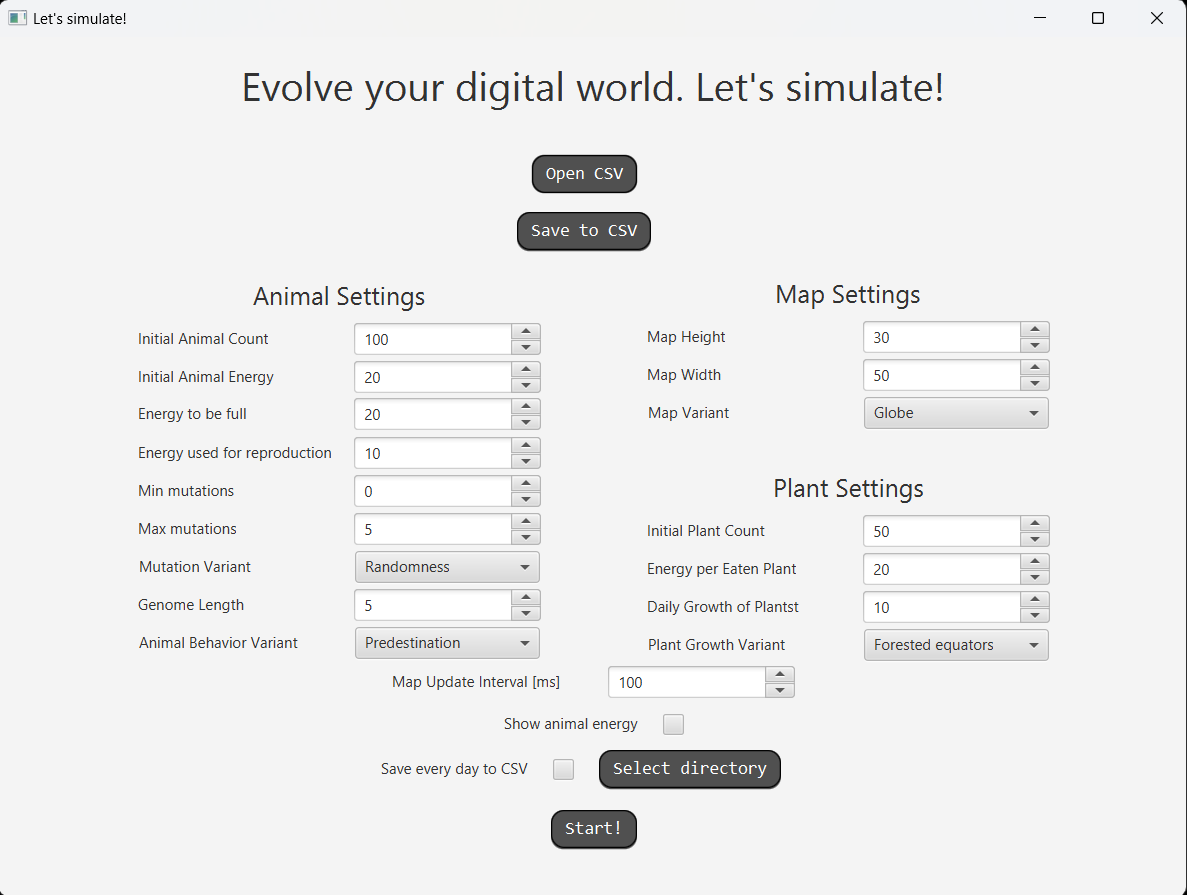 Let's simulate!
Evolve your digital world. Let's simulate!
Open CSV
Save to CSV
Animal Settings
Initial Animal Count 100
Initial Animal Energy 20
Energy to be full 20
Energy used for reproduction 10
Min mutations 0
Max mutations 5
Mutation Variant Randomness
Genome Length 5
Animal Behavior Variant Predestination
Map Settings
Map Height 30
Map Width 50
Map Variant Globe
Plant Settings
Initial Plant Count 50
Energy per Eaten Plant 20
Daily Growth of Plantst 10
Plant Growth Variant Forested equators
Map Update Interval [ms] 100
Show animal energy
Save every day to CSV Select directory
Start!